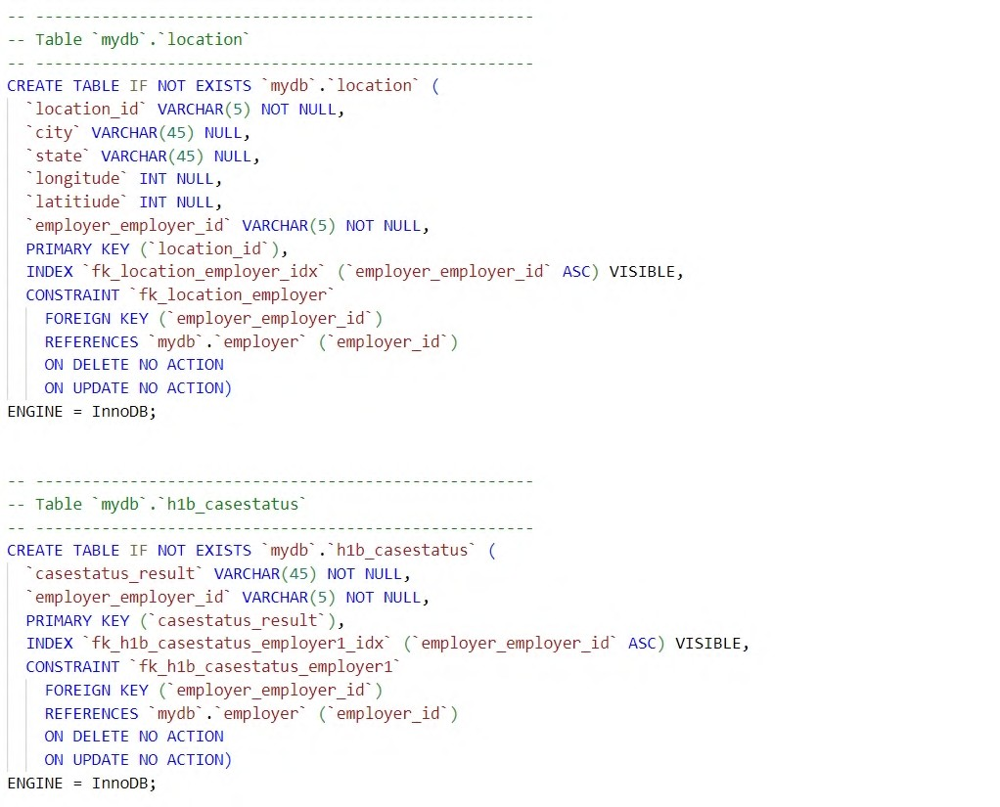 -- -----------------------------------------------------
-- Table `mydb`.`location`
-- -----------------------------------------------------
CREATE TABLE IF NOT EXISTS `mydb`.`location` (
  `location_id` VARCHAR(5) NOT NULL,
  `city` VARCHAR(45) NULL,
  `state` VARCHAR(45) NULL,
  `longitude` INT NULL,
  `latitiude` INT NULL,
  `employer_employer_id` VARCHAR(5) NOT NULL,
  PRIMARY KEY (`location_id`),
  INDEX `fk_location_employer_idx` (`employer_employer_id` ASC) VISIBLE,
  CONSTRAINT `fk_location_employer`
    FOREIGN KEY (`employer_employer_id`)
    REFERENCES `mydb`.`employer` (`employer_id`)
    ON DELETE NO ACTION
    ON UPDATE NO ACTION)
ENGINE = InnoDB;
-- -----------------------------------------------------
-- Table `mydb`.`h1b_casestatus`
-- -----------------------------------------------------
CREATE TABLE IF NOT EXISTS `mydb`.`h1b_casestatus` (
  `casestatus_result` VARCHAR(45) NOT NULL,
  `employer_employer_id` VARCHAR(5) NOT NULL,
  PRIMARY KEY (`casestatus_result`),
  INDEX `fk_h1b_casestatus_employer1_idx` (`employer_employer_id` ASC) VISIBLE,
  CONSTRAINT `fk_h1b_casestatus_employer1`
    FOREIGN KEY (`employer_employer_id`)
    REFERENCES `mydb`.`employer` (`employer_id`)
    ON DELETE NO ACTION
    ON UPDATE NO ACTION)
ENGINE = InnoDB;